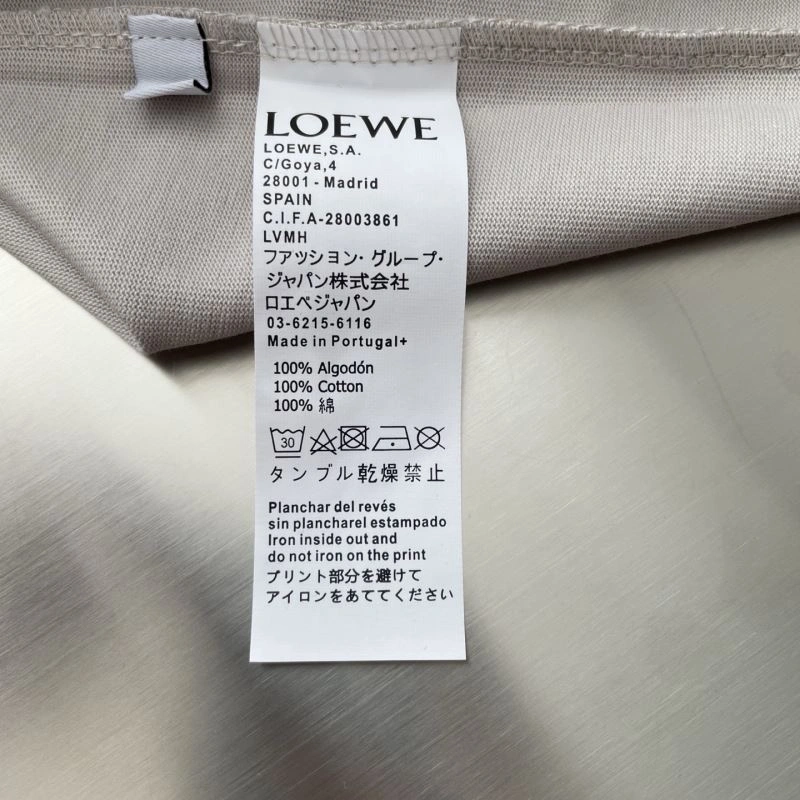 LOEWE
LOEWE,S.A.
C/Goya,4
28001 - Madrid
SPAIN
C.I.F.A-28003861
LVMH
ファッション・グループ・
ジャパン株式会社
ロエベジャパン
03-6215-6116
Made in Portugal+
100% Algodón
100% Cotton
100% 綿
30
タンブル乾燥禁止
Planchar del revés
sin plancharel estampado
Iron inside out and
do not iron on the print
プリント部分を避けて
アイロンをあててください